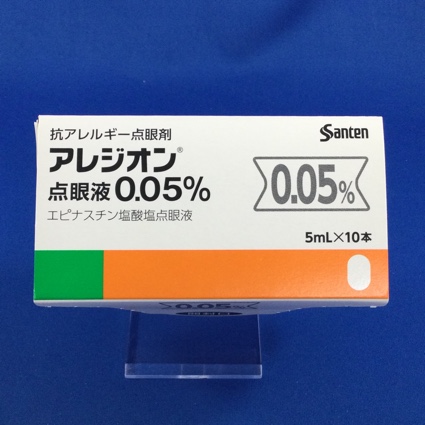 抗アレルギー点眼剤
Santen
アレジオン®
点眼液 0.05%
0.05%
エピナスチン塩酸塩点眼液
5mL×10本
0.05%